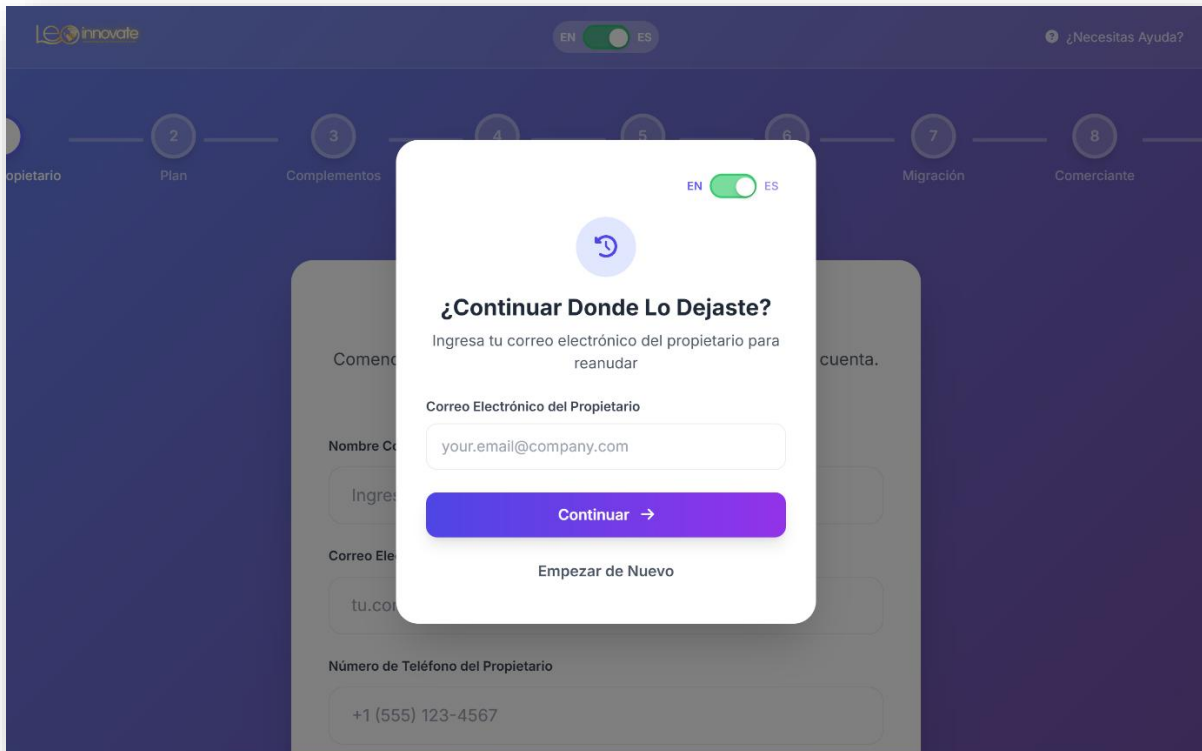 Leo innovate
EN ES
¿Necesitas Ayuda?
2 3 4 5 6 7 8
opietario Plan Complementos Migración Comerciante
EN ES
¿Continuar Donde Lo Dejaste?
Ingresa tu correo electrónico del propietario para
reanudar
Comenc cuenta.
Correo Electrónico del Propietario
your.email@company.com
Nombre Co
Ingres
Continuar →
Correo Ele
Empezar de Nuevo
tu.cor
Número de Teléfono del Propietario
+1 (555) 123-4567